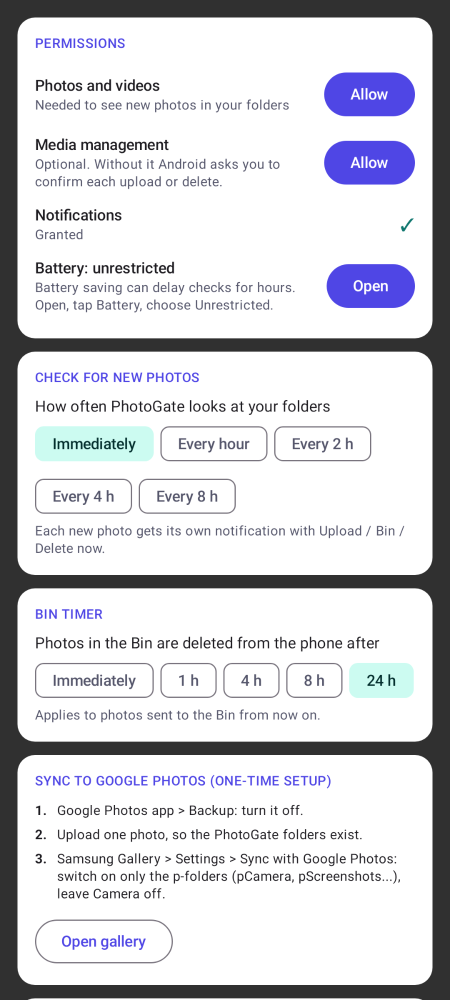 PERMISSIONS
Photos and videos
Needed to see new photos in your folders
Allow
Media management
Optional. Without it Android asks you to
confirm each upload or delete.
Allow
Notifications
Granted
✓
Battery: unrestricted
Battery saving can delay checks for hours.
Open, tap Battery, choose Unrestricted.
Open
CHECK FOR NEW PHOTOS
How often PhotoGate looks at your folders
Immediately
Every hour
Every 2 h
Every 4 h
Every 8 h
Each new photo gets its own notification with Upload / Bin /
Delete now.
BIN TIMER
Photos in the Bin are deleted from the phone after
Immediately
1 h
4 h
8 h
24 h
Applies to photos sent to the Bin from now on.
SYNC TO GOOGLE PHOTOS (ONE-TIME SETUP)
1. Google Photos app > Backup: turn it off.
2. Upload one photo, so the PhotoGate folders exist.
3. Samsung Gallery > Settings > Sync with Google Photos:
switch on only the p-folders (pCamera, pScreenshots...),
leave Camera off.
Open gallery